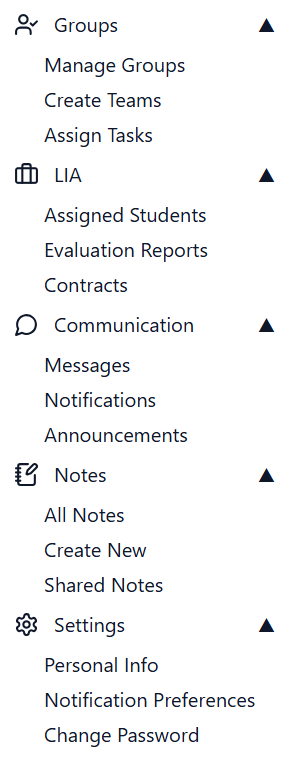 Groups ▲
Manage Groups
Create Teams
Assign Tasks
LIA ▲
Assigned Students
Evaluation Reports
Contracts
Communication ▲
Messages
Notifications
Announcements
Notes ▲
All Notes
Create New
Shared Notes
Settings ▲
Personal Info
Notification Preferences
Change Password